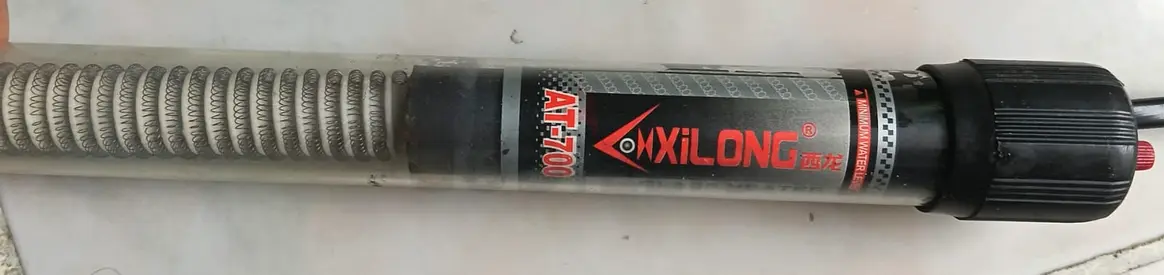 AT-700
XiLONG® 西龙
MINIMUM WATER